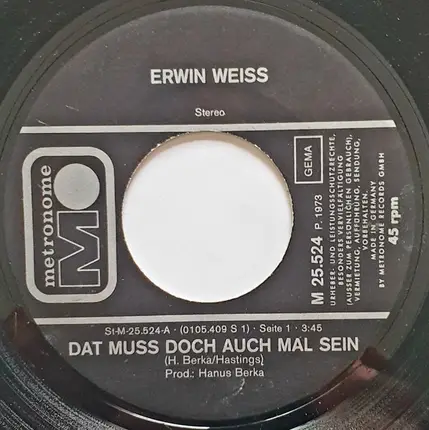 ERWIN WEISS
Stereo
metronome
M
GEMA
M 25.524 P. 1973
URHEBER- UND LEISTUNGSSCHUTZRECHTE,
BESONDERS VERVIELFÄLTIGUNG
(AUSSER ZUM PERSÖNLICHEN GEBRAUCH),
VERMIETUNG, AUFFÜHRUNG, SENDUNG,
VORBEHALTEN.
MADE IN GERMANY
BY METRONOME RECORDS GMBH
45 rpm
St-M-25.524-A · (0105.409 S 1) · Seite 1 · 3:45
DAT MUSS DOCH AUCH MAL SEIN
(H. Berka/Hastings)
Prod.: Hanus Berka